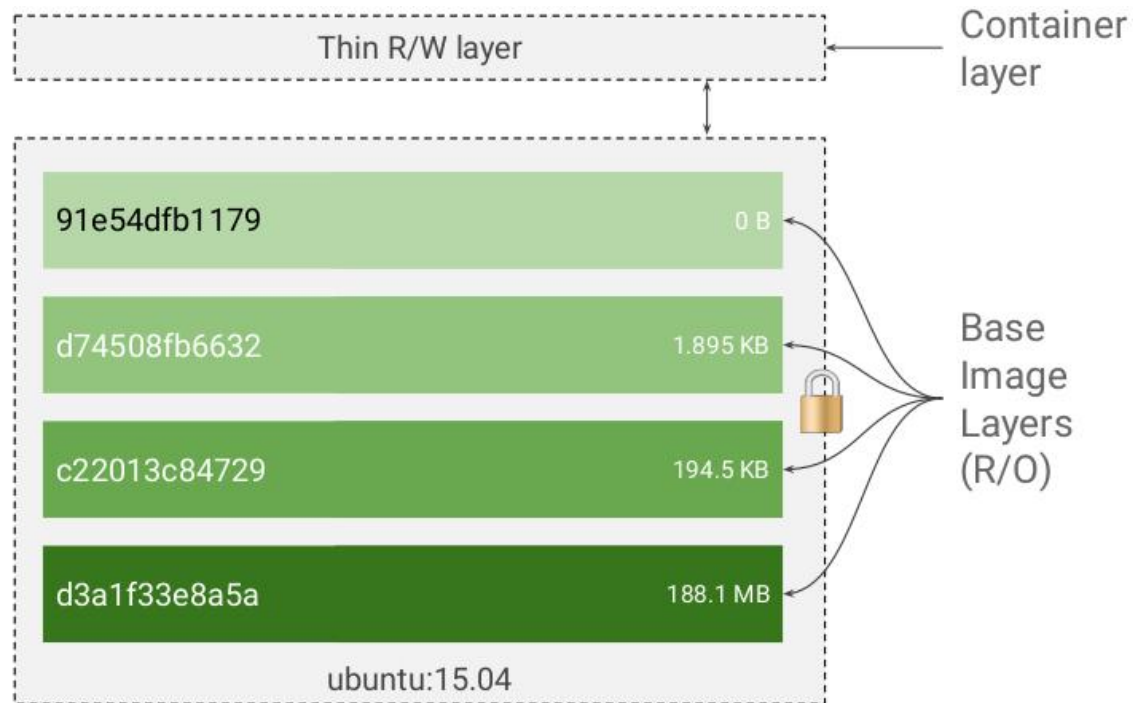 Thin R/W layer
Container
layer
91e54dfb1179 0 B
d74508fb6632 1.895 KB
c22013c84729 194.5 KB
d3a1f33e8a5a 188.1 MB
ubuntu:15.04
Base
Image
Layers
(R/O)